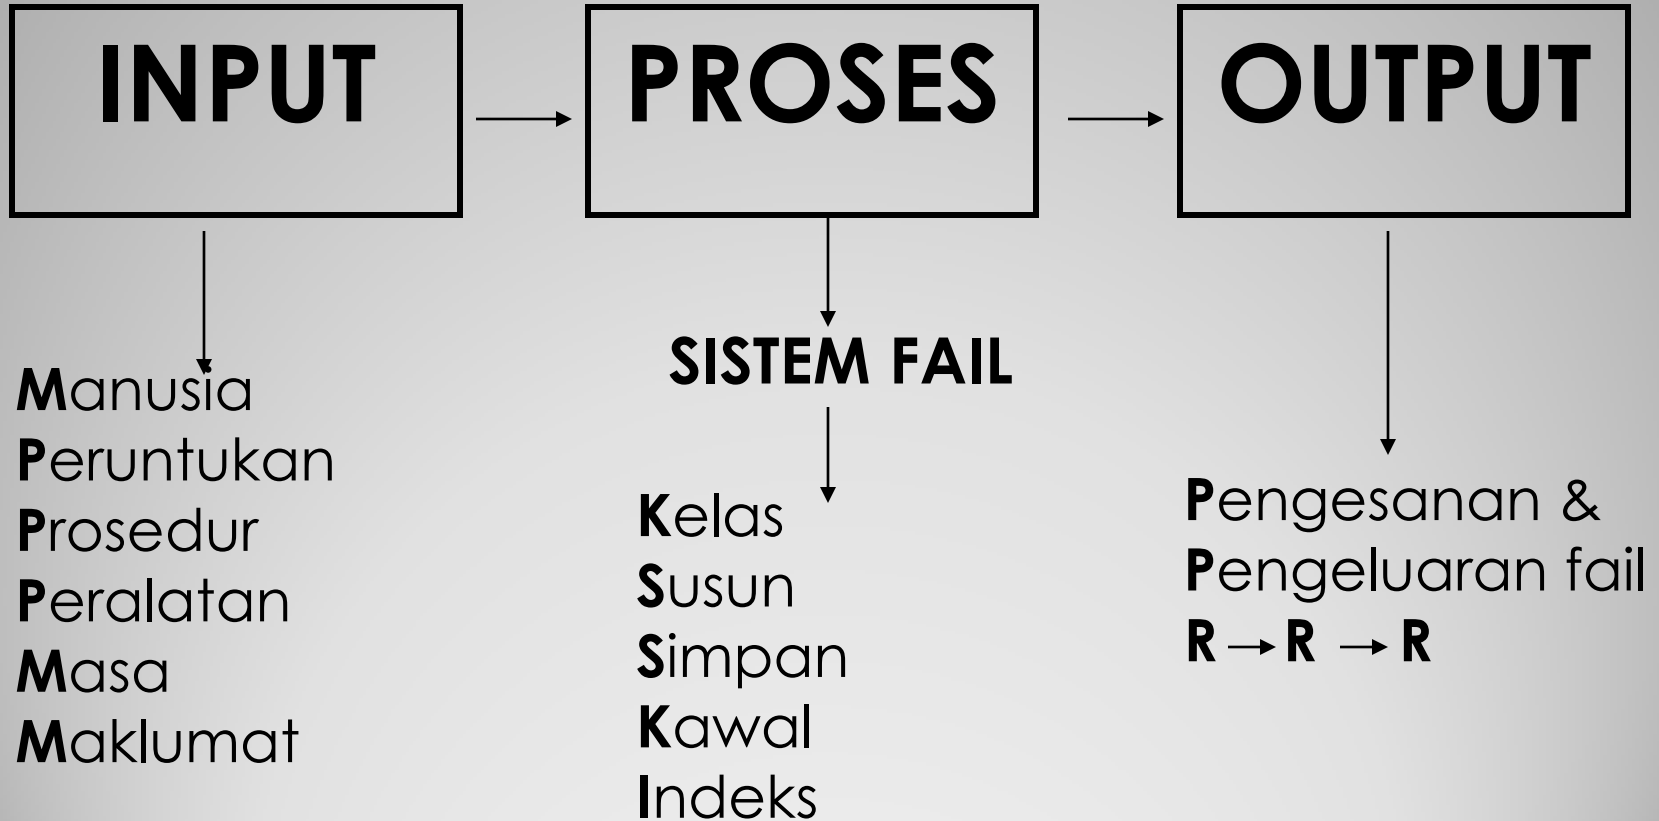 INPUT
PROSES
OUTPUT
Manusia
Peruntukan
Prosedur
Peralatan
Masa
Maklumat
SISTEM FAIL
Kelas
Susun
Simpan
Kawal
Indeks
Pengesanan &
Pengeluaran fail
R → R → R